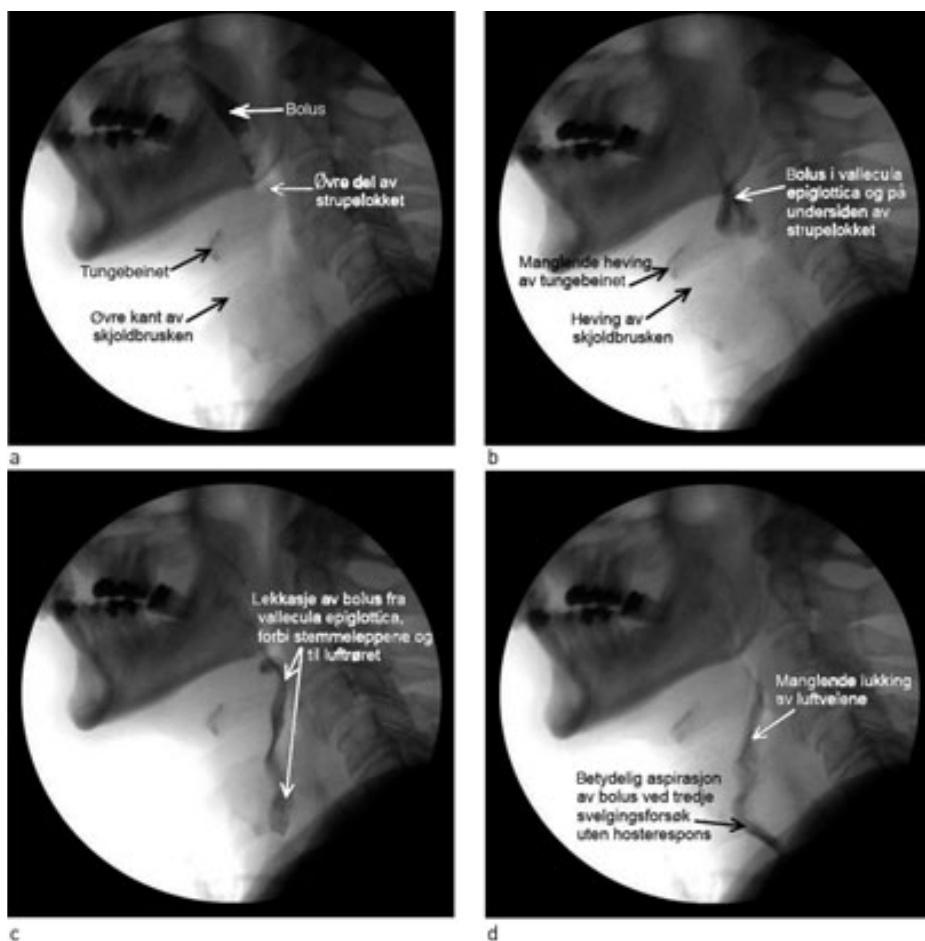 Bolus
Øvre del av
strupelokket
Tungebeinet
Øvre kant av
skjoldbrusken
a
Bolus i vallecula
epiglottica og på
undersiden av
strupelokket
Manglende heving
av tungebeinet
Heving av
skjoldbrusken
b
Lekkasje av bolus fra
vallecula epiglottica,
forbi stemmeleppene og
til luftrøret
c
Manglende lukking
av luftveiene
Betydelig aspirasjon
av bolus ved tredje
svelgingsforsøk
uten hosterespons
d